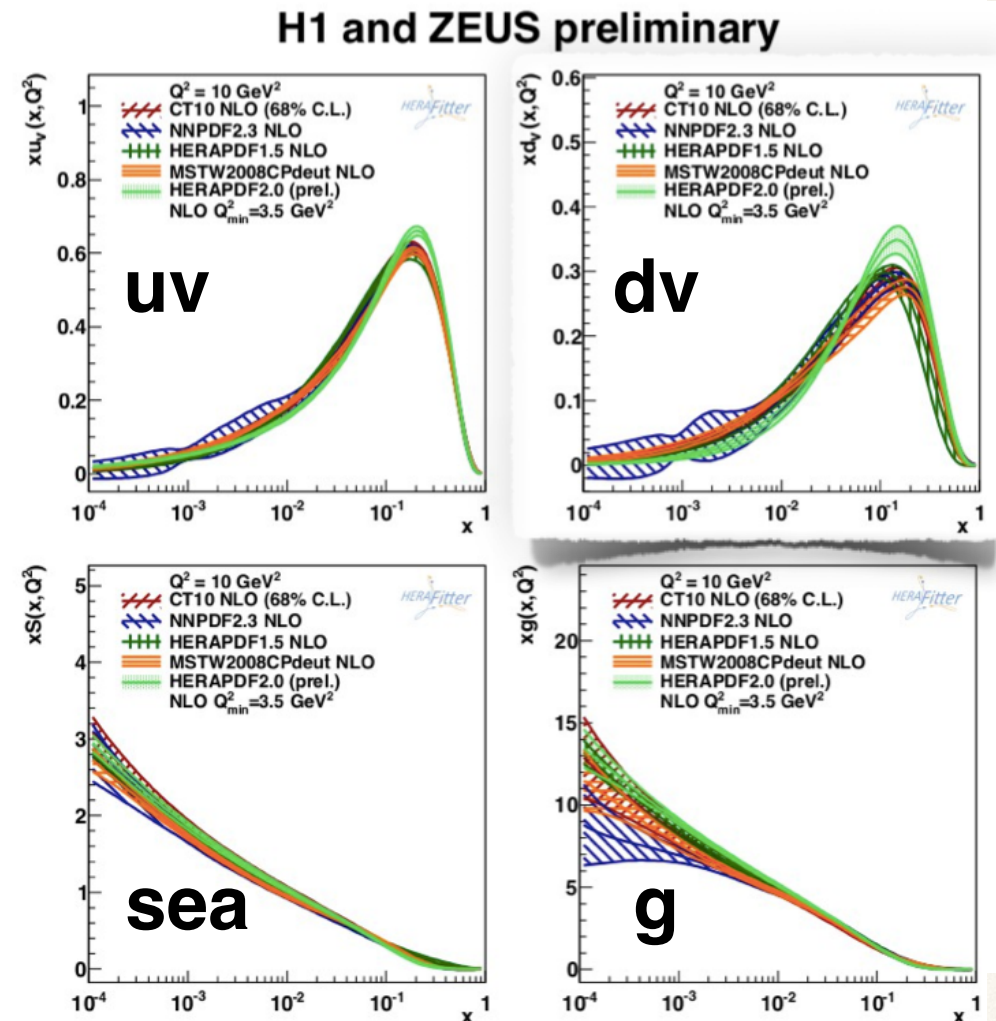 H1 and ZEUS preliminary
xu_v(x,Q²)
Q² = 10 GeV²
CT10 NLO (68% C.L.)
NNPDF2.3 NLO
HERAPDF1.5 NLO
MSTW2008CPdeut NLO
HERAPDF2.0 (prel.)
NLO Q²_min=3.5 GeV²
HERAFitter
uv
1
0.8
0.6
0.4
0.2
0
10⁻⁴ 10⁻³ 10⁻² 10⁻¹ 1
x
xd_v(x,Q²)
Q² = 10 GeV²
CT10 NLO (68% C.L.)
NNPDF2.3 NLO
HERAPDF1.5 NLO
MSTW2008CPdeut NLO
HERAPDF2.0 (prel.)
NLO Q²_min=3.5 GeV²
HERAFitter
dv
0.6
0.5
0.4
0.3
0.2
0.1
0
10⁻⁴ 10⁻³ 10⁻² 10⁻¹ 1
x
xS(x,Q²)
Q² = 10 GeV²
CT10 NLO (68% C.L.)
NNPDF2.3 NLO
HERAPDF1.5 NLO
MSTW2008CPdeut NLO
HERAPDF2.0 (prel.)
NLO Q²_min=3.5 GeV²
HERAFitter
sea
5
4
3
2
1
0
10⁻⁴ 10⁻³ 10⁻² 10⁻¹ 1
x
xg(x,Q²)
Q² = 10 GeV²
CT10 NLO (68% C.L.)
NNPDF2.3 NLO
HERAPDF1.5 NLO
MSTW2008CPdeut NLO
HERAPDF2.0 (prel.)
NLO Q²_min=3.5 GeV²
HERAFitter
g
20
15
10
5
0
10⁻⁴ 10⁻³ 10⁻² 10⁻¹ 1
x